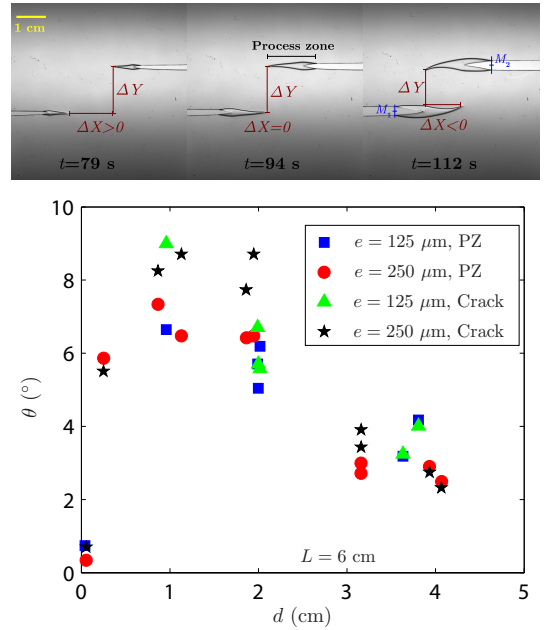 1 cm
Process zone
M₂
ΔY
ΔY
ΔY
M₁
ΔX>0
ΔX=0
ΔX<0
t=79 s
t=94 s
t=112 s
10
8
6
4
2
0
θ (°)
e = 125 μm, PZ
e = 250 μm, PZ
e = 125 μm, Crack
e = 250 μm, Crack
L = 6 cm
0 1 2 3 4 5
d (cm)